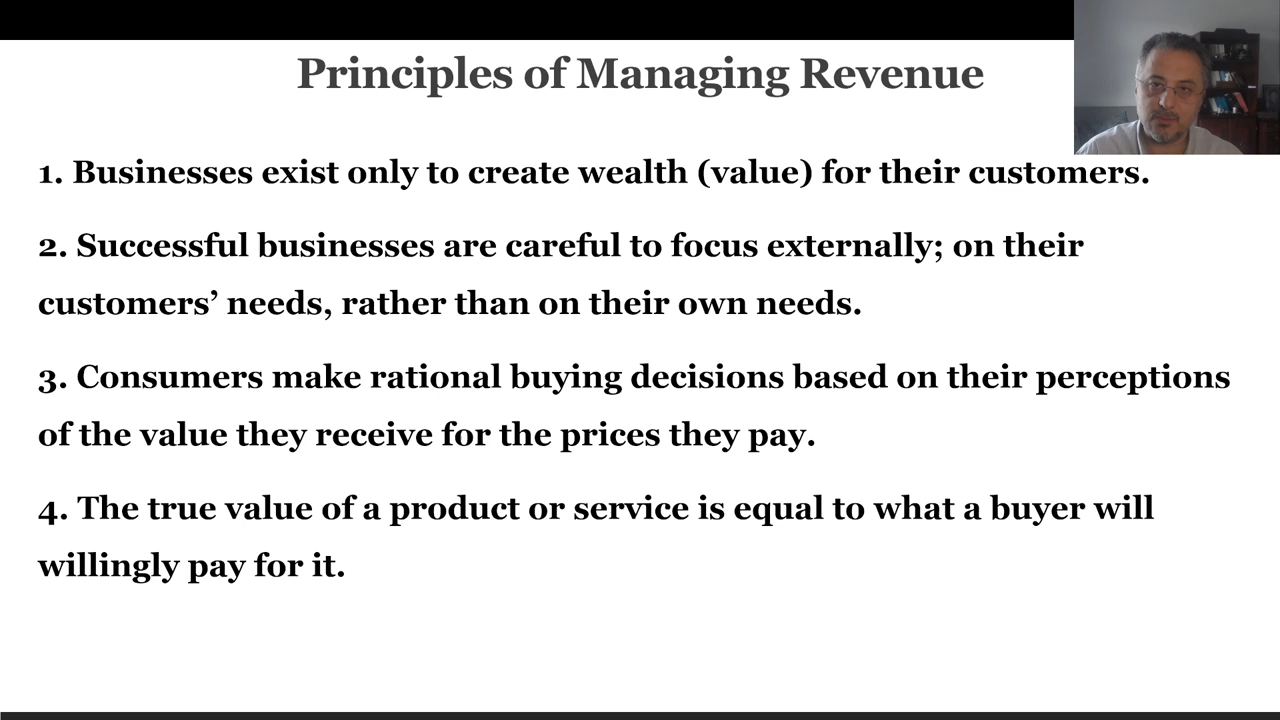 Principles of Managing Revenue
1. Businesses exist only to create wealth (value) for their customers.
2. Successful businesses are careful to focus externally; on their
customers’ needs, rather than on their own needs.
3. Consumers make rational buying decisions based on their perceptions
of the value they receive for the prices they pay.
4. The true value of a product or service is equal to what a buyer will
willingly pay for it.